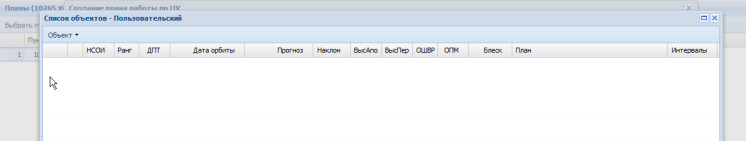 Планы (10265 У
Создание плана работы по ЦУ
Список объектов - Пользовательский
Выбрать п
Объект
Пун
НСОИ Ранг ДПТ Дата орбиты Прогноз Наклон ВысАпо ВысПер ОШВР ОПМ Блеск План Интервалы
1 10